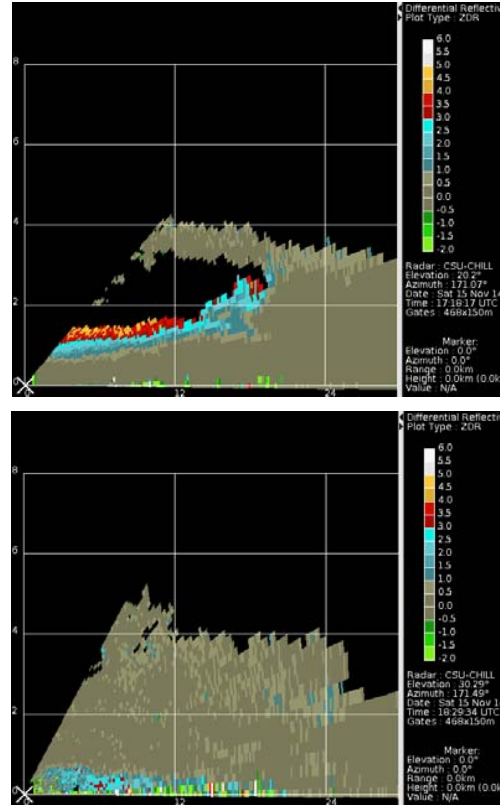 Differential Reflectiv
Plot Type : ZDR
6.0
5.5
5.0
4.5
4.0
3.5
3.0
2.5
2.0
1.5
1.0
0.5
0.0
-0.5
-1.0
-1.5
-2.0
8
6
4
2
0
0
12
24
Radar : CSU-CHILL
Elevation : 20.2°
Azimuth : 171.07°
Date : Sat 15 Nov 14
Time : 17:18:17 UTC
Gates : 468x150m
Marker:
Elevation : 0.0°
Azimuth : 0.0°
Range : 0.0km
Height : 0.0km (0.0k
Value : N/A
Differential Reflectiv
Plot Type : ZDR
6.0
5.5
5.0
4.5
4.0
3.5
3.0
2.5
2.0
1.5
1.0
0.5
0.0
-0.5
-1.0
-1.5
-2.0
8
6
4
2
0
0
12
24
Radar : CSU-CHILL
Elevation : 30.29°
Azimuth : 171.49°
Date : Sat 15 Nov 1
Time : 18:29:34 UTC
Gates : 468x150m
Marker:
Elevation : 0.0°
Azimuth : 0.0°
Range : 0.0km
Height : 0.0km (0.0k
Value : N/A